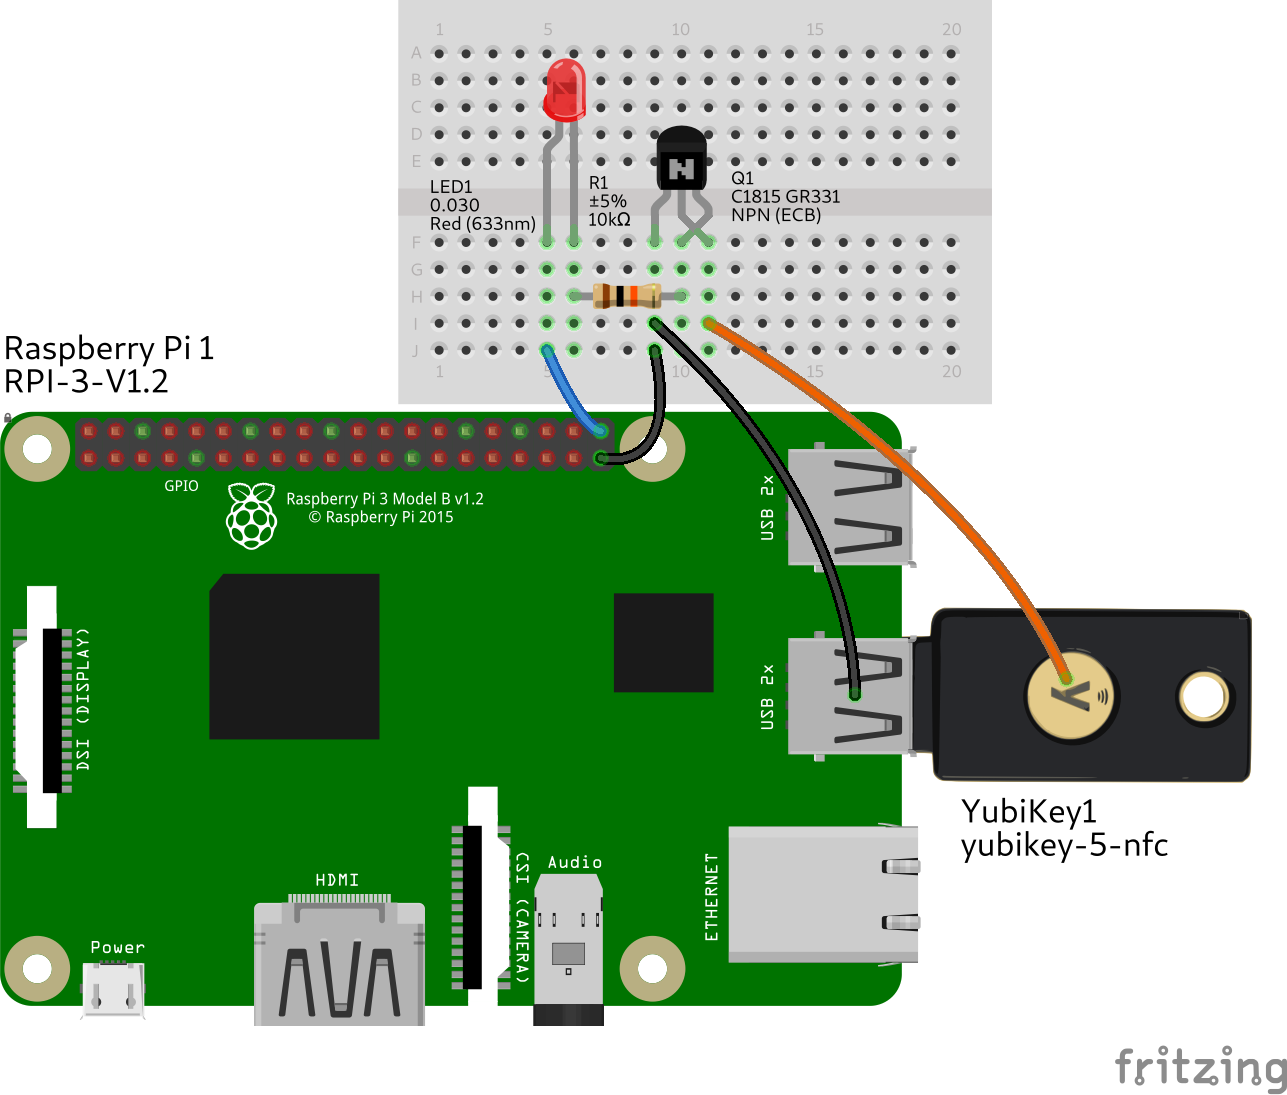 1 5 10 15 20
A
B
C
D
E
LED1
0.030
Red (633nm)
R1
±5%
10kΩ
Q1
C1815 GR331
NPN (ECB)
F
G
H
I
J
1 5 10 15 20
Raspberry Pi 1
RPI-3-V1.2
GPIO
Raspberry Pi 3 Model B v1.2
© Raspberry Pi 2015
USB 2x
USB 2x
DSI (DISPLAY)
YubiKey1
yubikey-5-nfc
CSI (CAMERA)
Audio
ETHERNET
HDMI
Power
fritzing